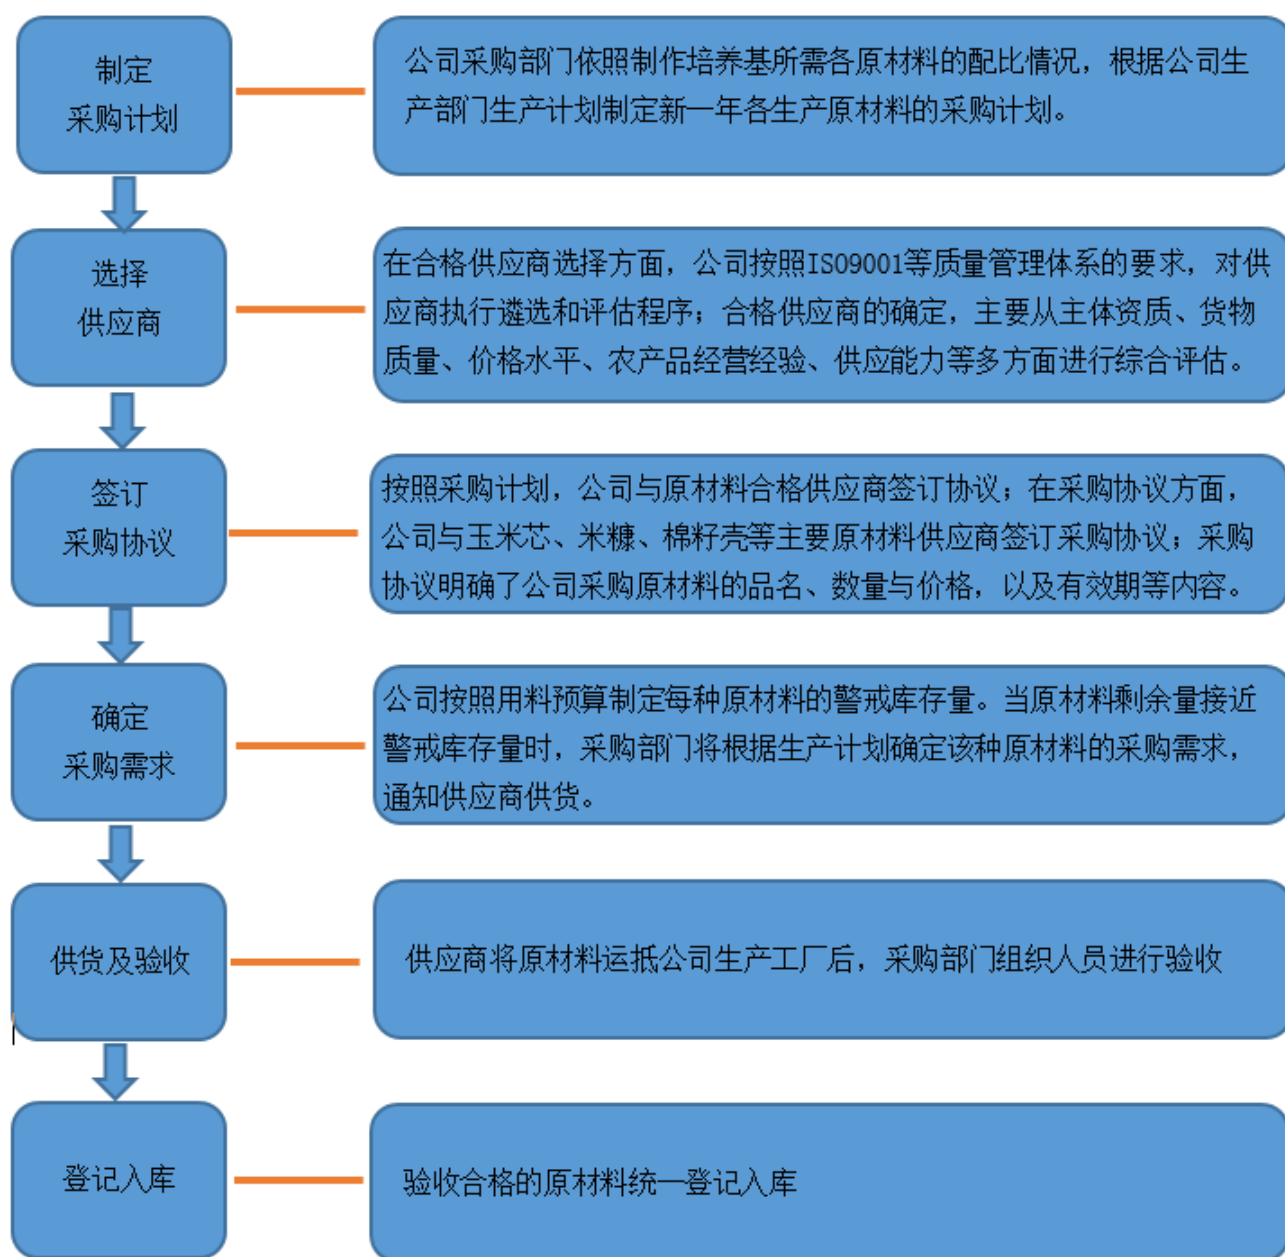 制定
采购计划
公司采购部门依照制作培养基所需各原材料的配比情况，根据公司生
产部门生产计划制定新一年各生产原材料的采购计划。
选择
供应商
在合格供应商选择方面，公司按照ISO9001等质量管理体系的要求，对供
应商执行遴选和评估程序；合格供应商的确定，主要从主体资质、货物
质量、价格水平、农产品经营经验、供应能力等多方面进行综合评估。
签订
采购协议
按照采购计划，公司与原材料合格供应商签订协议；在采购协议方面，
公司与玉米芯、米糠、棉籽壳等主要原材料供应商签订采购协议；采购
协议明确了公司采购原材料的品名、数量与价格，以及有效期等内容。
确定
采购需求
公司按照用料预算制定每种原材料的警戒库存量。当原材料剩余量接近
警戒库存量时，采购部门将根据生产计划确定该种原材料的采购需求，
通知供应商供货。
供货及验收
供应商将原材料运抵公司生产工厂后，采购部门组织人员进行验收
登记入库
验收合格的原材料统一登记入库